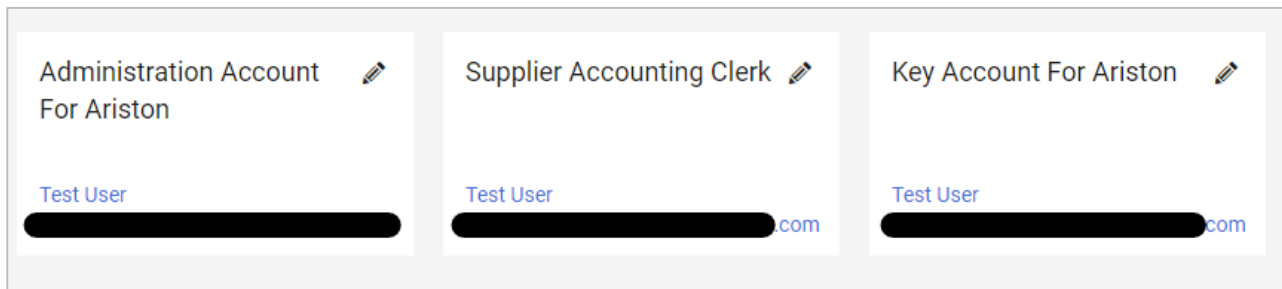 Administration Account
For Ariston
Test User
Supplier Accounting Clerk
Test User
.com
Key Account For Ariston
Test User
com